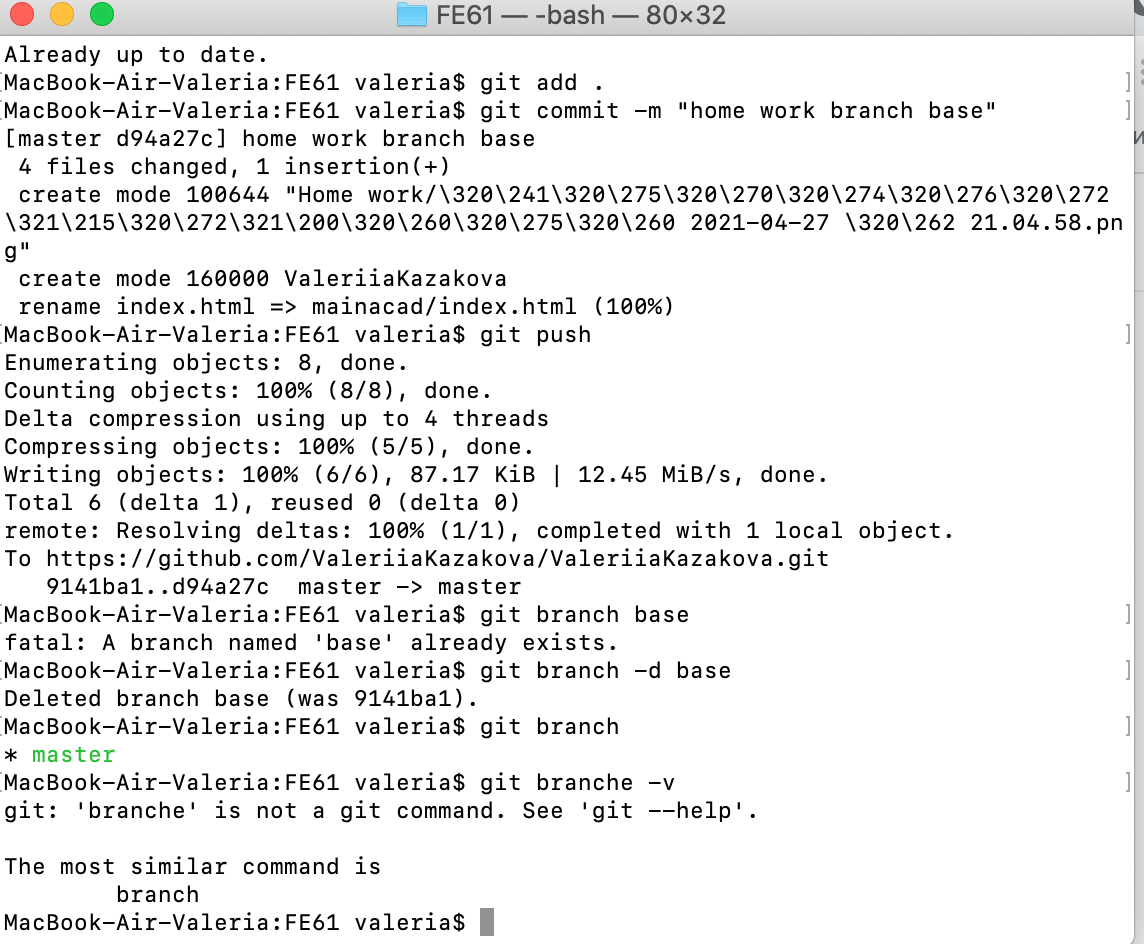 FE61 — -bash — 80×32
Already up to date.
MacBook-Air-Valeria:FE61 valeria$ git add .
MacBook-Air-Valeria:FE61 valeria$ git commit -m "home work branch base"
[master d94a27c] home work branch base
 4 files changed, 1 insertion(+)
 create mode 100644 "Home work/\320\241\320\275\320\270\320\274\320\276\320\272
\321\215\320\272\321\200\320\260\320\275\320\260 2021-04-27 \320\262 21.04.58.pn
g"
 create mode 160000 ValeriiaKazakova
 rename index.html => mainacad/index.html (100%)
MacBook-Air-Valeria:FE61 valeria$ git push
Enumerating objects: 8, done.
Counting objects: 100% (8/8), done.
Delta compression using up to 4 threads
Compressing objects: 100% (5/5), done.
Writing objects: 100% (6/6), 87.17 KiB | 12.45 MiB/s, done.
Total 6 (delta 1), reused 0 (delta 0)
remote: Resolving deltas: 100% (1/1), completed with 1 local object.
To https://github.com/ValeriiaKazakova/ValeriiaKazakova.git
   9141ba1..d94a27c  master -> master
MacBook-Air-Valeria:FE61 valeria$ git branch base
fatal: A branch named 'base' already exists.
MacBook-Air-Valeria:FE61 valeria$ git branch -d base
Deleted branch base (was 9141ba1).
MacBook-Air-Valeria:FE61 valeria$ git branch
* master
MacBook-Air-Valeria:FE61 valeria$ git branche -v
git: 'branche' is not a git command. See 'git --help'.

The most similar command is
        branch
MacBook-Air-Valeria:FE61 valeria$